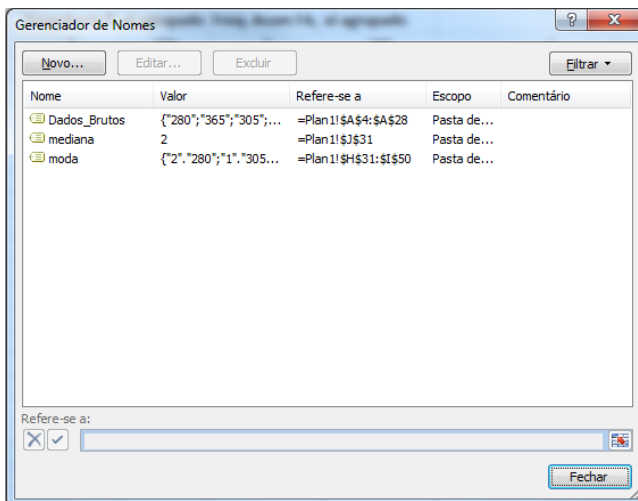 Gerenciador de Nomes
Novo... Editar... Excluir Filtrar
Nome Valor Refere-se a Escopo Comentário
Dados_Brutos {"280";"365";"305";... =Plan1!$A$4:$A$28 Pasta de...
mediana 2 =Plan1!$J$31 Pasta de...
moda {"2"."280";"1"."305... =Plan1!$H$31:$I$50 Pasta de...
Refere-se a:
Fechar